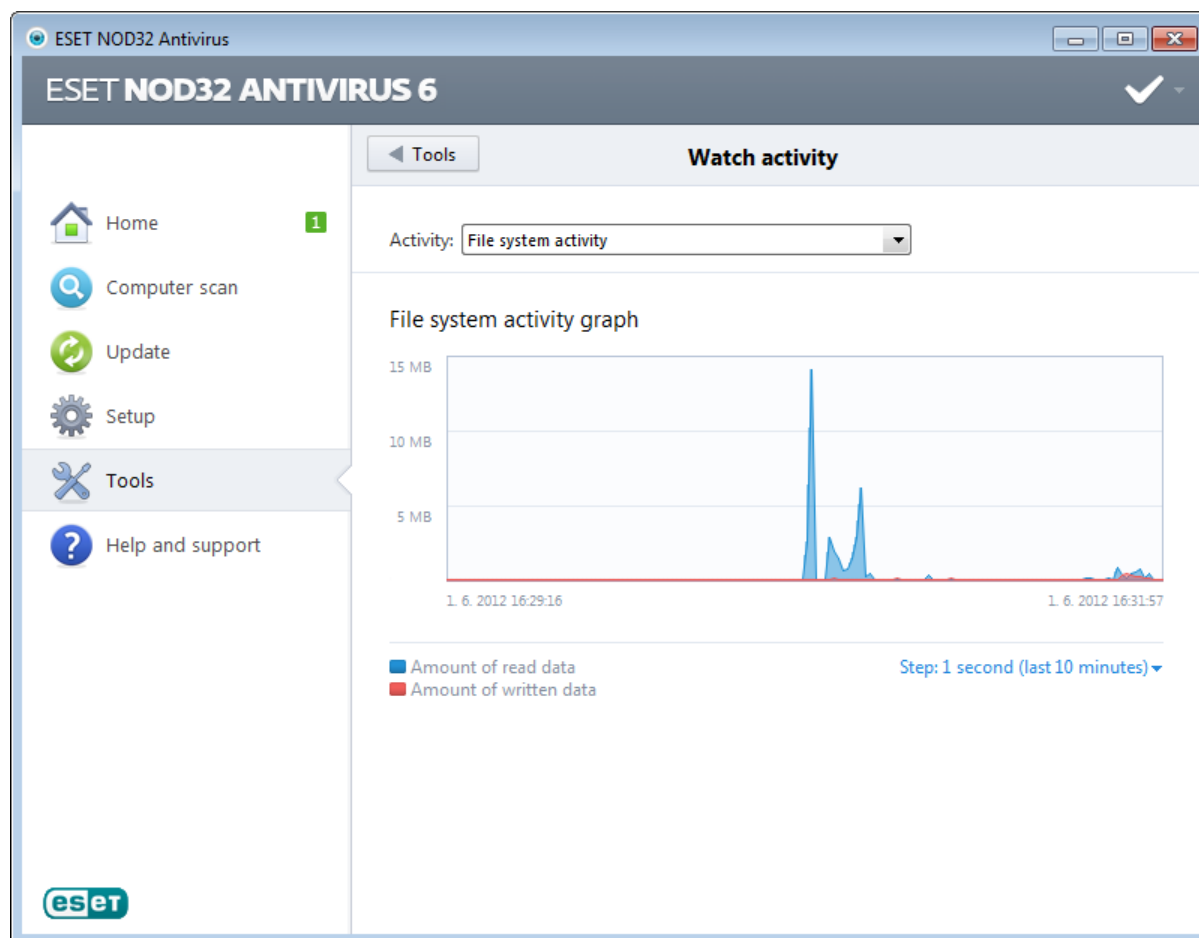 ESET NOD32 Antivirus
ESET NOD32 ANTIVIRUS 6
Tools
Watch activity
Home
1
Computer scan
Update
Setup
Tools
Help and support
Activity: File system activity
File system activity graph
15 MB
10 MB
5 MB
1. 6. 2012 16:29:16
1. 6. 2012 16:31:57
Amount of read data
Step: 1 second (last 10 minutes)
Amount of written data
eset